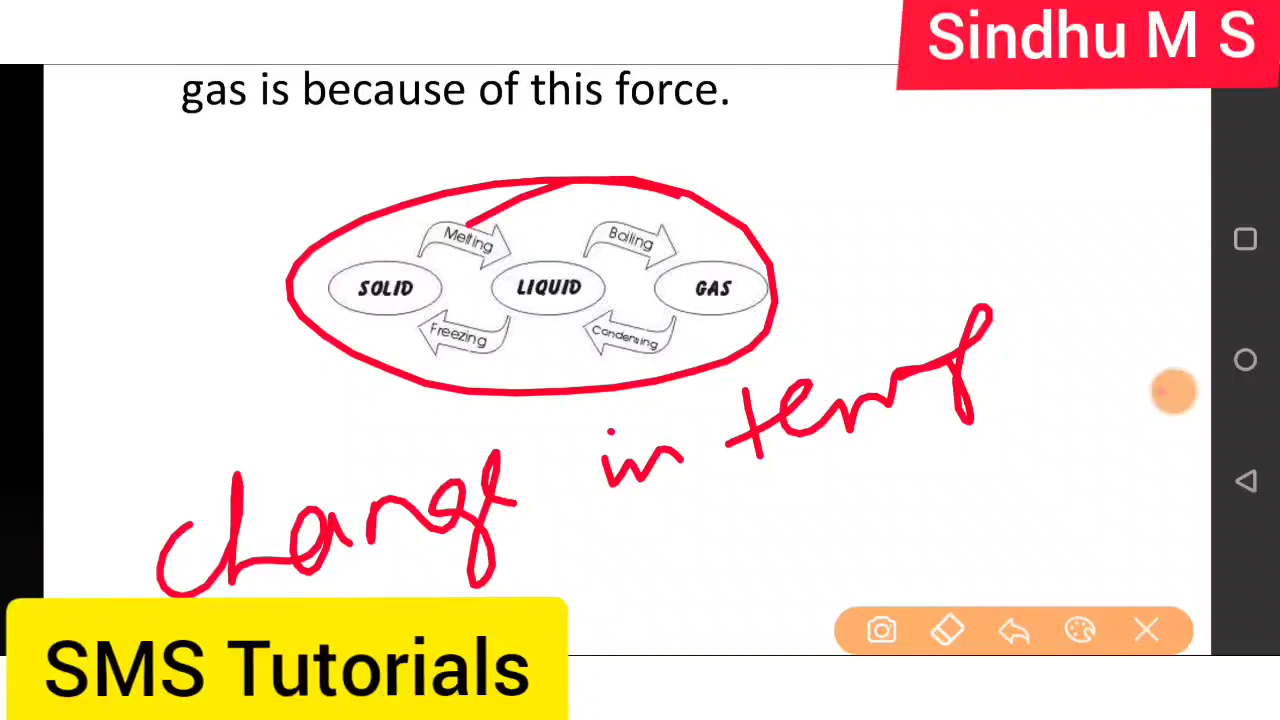 Sindhu M S
gas is because of this force.
Melting
Boiling
SOLID
LIQUID
GAS
Freezing
Condensing
change in temp
SMS Tutorials